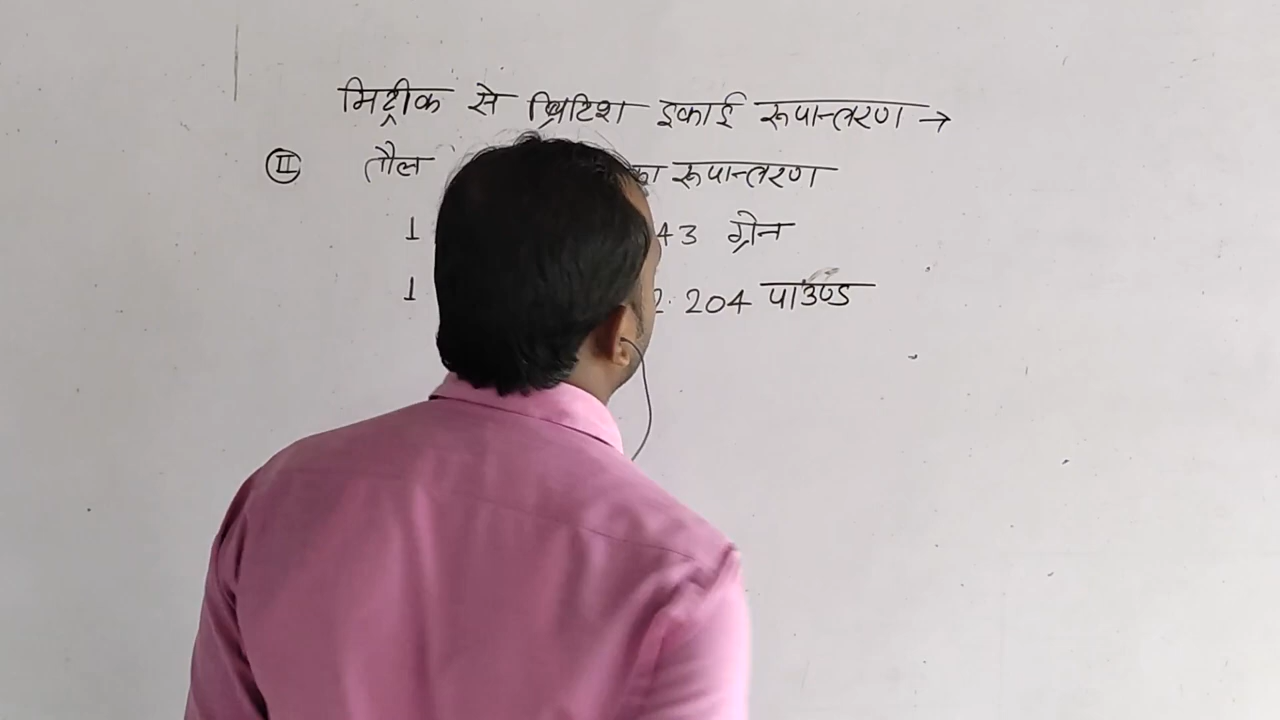 मिट्रीक से ब्रिटिश इकाई रूपान्तरण →
II तौल का रूपान्तरण
1 43 ग्रेन
1 2.204 पाउण्ड